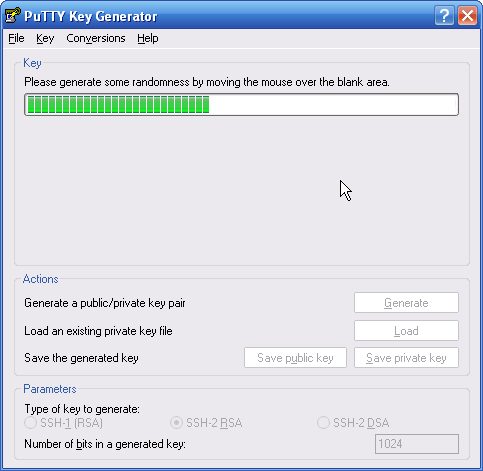 PuTTY Key Generator
File Key Conversions Help
Key
Please generate some randomness by moving the mouse over the blank area.
Actions
Generate a public/private key pair
Generate
Load an existing private key file
Load
Save the generated key
Save public key
Save private key
Parameters
Type of key to generate:
SSH-1 (RSA)
SSH-2 RSA
SSH-2 DSA
Number of bits in a generated key:
1024